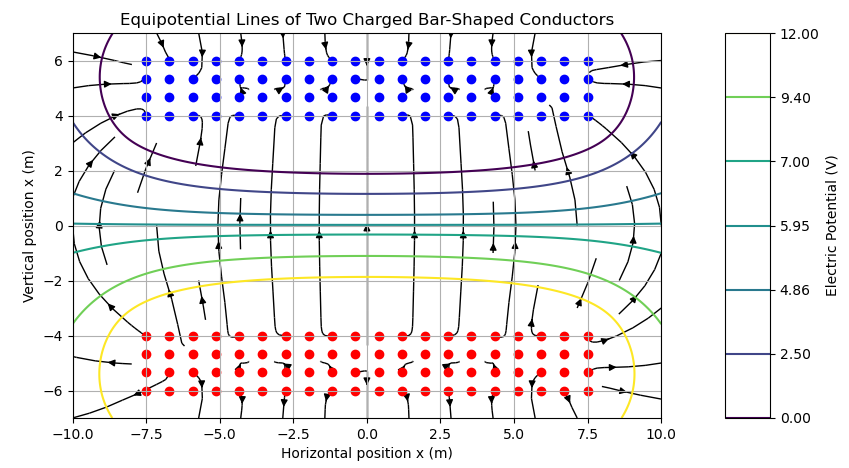 Equipotential Lines of Two Charged Bar-Shaped Conductors
Vertical position x (m)
6
4
2
0
−2
−4
−6
−10.0 −7.5 −5.0 −2.5 0.0 2.5 5.0 7.5 10.0
Horizontal position x (m)
12.00
9.40
7.00
5.95
4.86
2.50
0.00
Electric Potential (V)